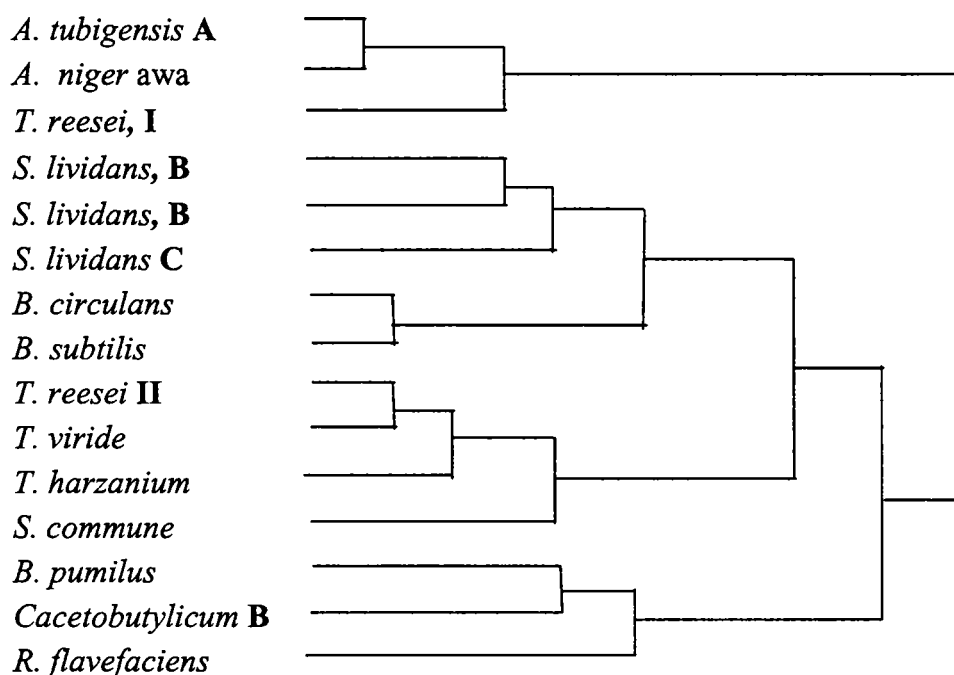 A. tubigensis A
A. niger awa
T. reesei, I
S. lividans, B
S. lividans, B
S. lividans C
B. circulans
B. subtilis
T. reesei II
T. viride
T. harzanium
S. commune
B. pumilus
Cacetobutylicum B
R. flavefaciens